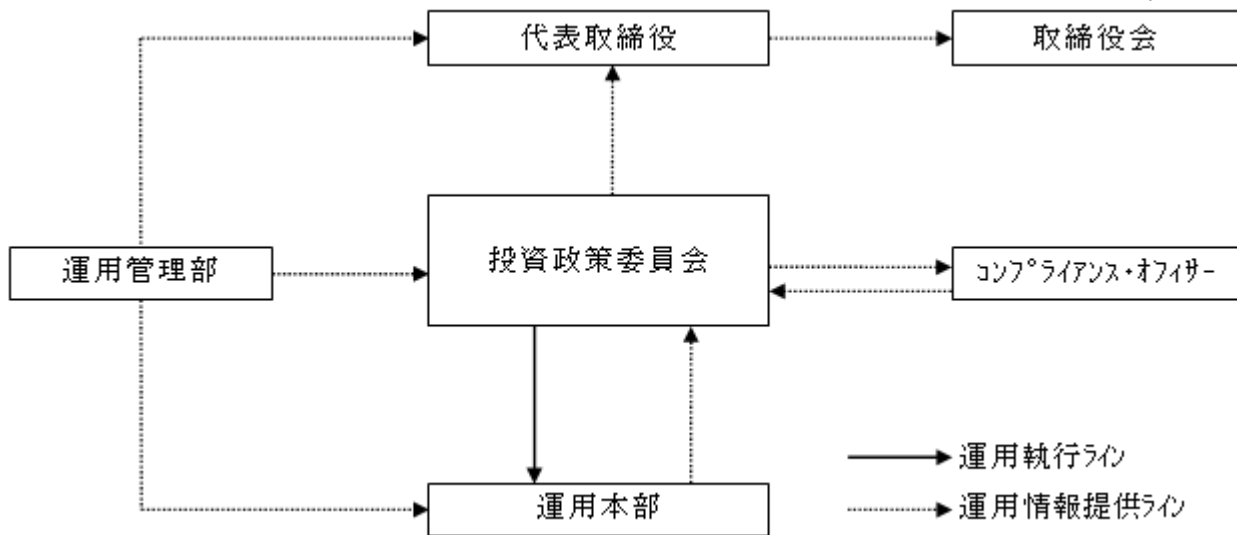 代表取締役
取締役会
運用管理部
投資政策委員会
コンプライアンス・オフィサー
運用本部
運用執行ライン
運用情報提供ライン